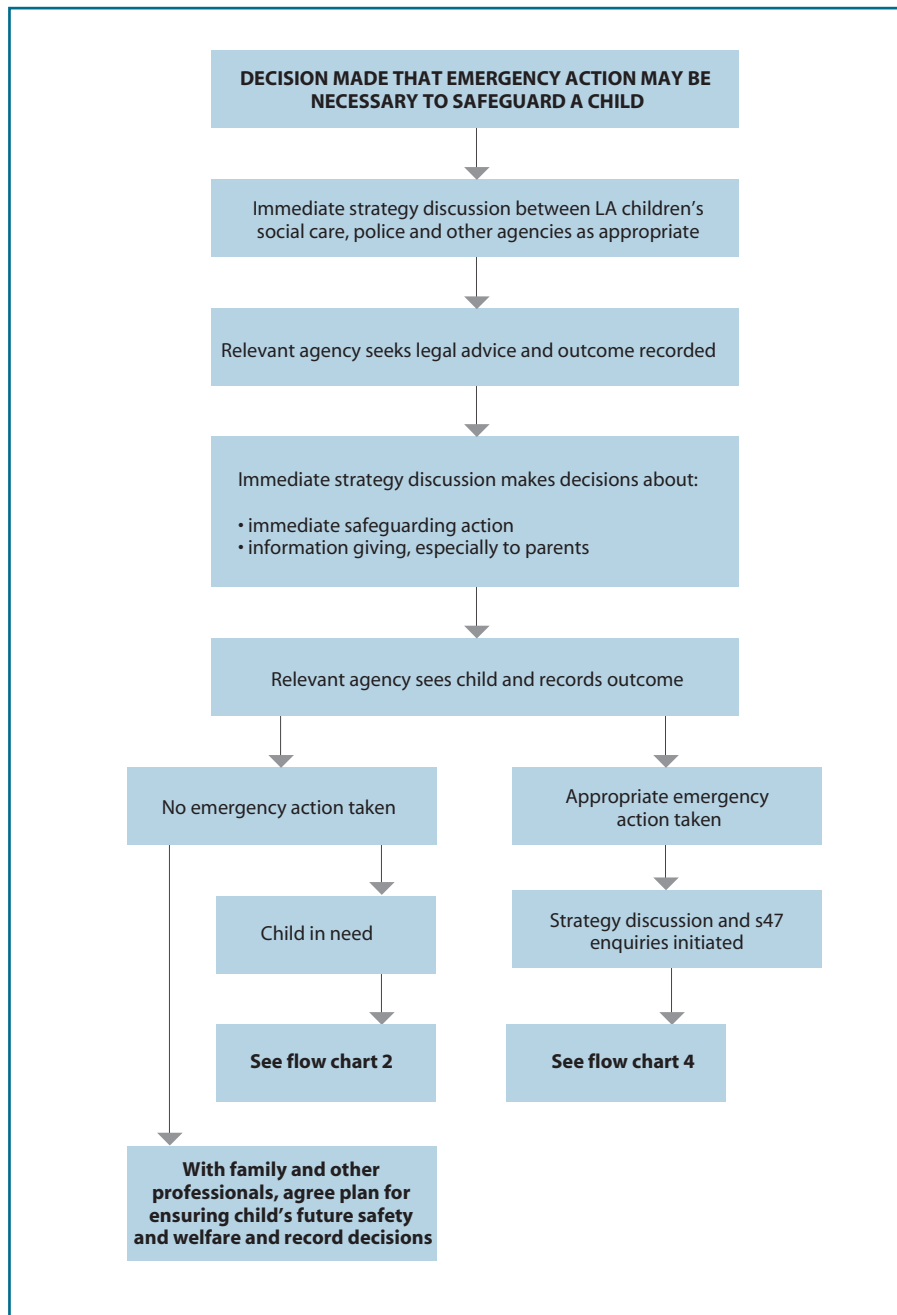 DECISION MADE THAT EMERGENCY ACTION MAY BE
NECESSARY TO SAFEGUARD A CHILD
Immediate strategy discussion between LA children's
social care, police and other agencies as appropriate
Relevant agency seeks legal advice and outcome recorded
Immediate strategy discussion makes decisions about:
• immediate safeguarding action
• information giving, especially to parents
Relevant agency sees child and records outcome
No emergency action taken
Appropriate emergency
action taken
Child in need
Strategy discussion and s47
enquiries initiated
See flow chart 2
See flow chart 4
With family and other
professionals, agree plan for
ensuring child's future safety
and welfare and record decisions